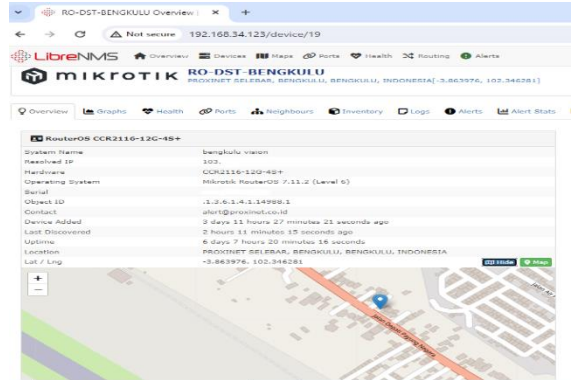 RO-DST-BENGKULU Overview
Not secure 192.168.34.123/device/19
LibreNMS Overview Devices Maps Ports Health Routing Alerts
MIKROTIK RO-DST-BENGKULU
PROXINET SELEBAR, BENGKULU, BENGKULU, INDONESIA[-3.863976, 102.346281]
Overview Graphs Health Ports Neighbours Inventory Logs Alerts Alert Stats
RouterOS CCR2116-12G-4S+
System Name bengkulu vision
Resolved IP 103.
Hardware CCR2116-12G-4S+
Operating System Mikrotik RouterOS 7.11.2 (Level 6)
Serial
Object ID .1.3.6.1.4.1.14988.1
Contact alert@proxinet.co.id
Device Added 3 days 11 hours 27 minutes 21 seconds ago
Last Discovered 2 hours 11 minutes 15 seconds ago
Uptime 6 days 7 hours 20 minutes 16 seconds
Location PROXINET SELEBAR, BENGKULU, BENGKULU, INDONESIA
Lat / Lng -3.863976, 102.346281 Hide Map
+
−
Jalan Depati Payung Negara